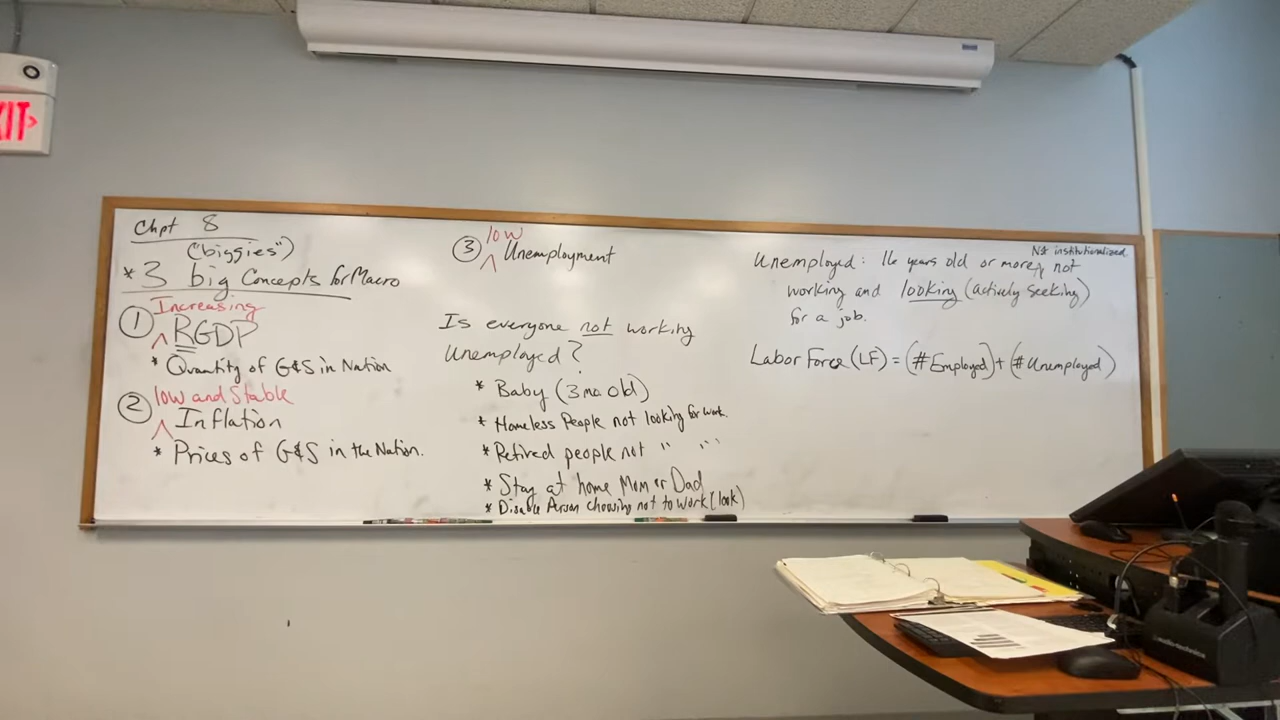 EXIT
Chpt 8
("biggies")
* 3 big Concepts for Macro
Increasing
① ^ RGDP
* Quantity of G&S in Nation
low and Stable
② ^ Inflation
* Prices of G&S in the Nation.
low
③ ^ Unemployment
Is everyone not working
Unemployed?
* Baby (3 mo old)
* Homeless People not looking for work.
* Retired people not " " "
* Stay at home Mom or Dad
* Disable Person choosing not to work (look)
Not institutionalized
Unemployed: 16 years old or more, not
working and looking (actively seeking)
for a job.
Labor Force (LF) = (# Employed) + (# Unemployed)
audio-technica